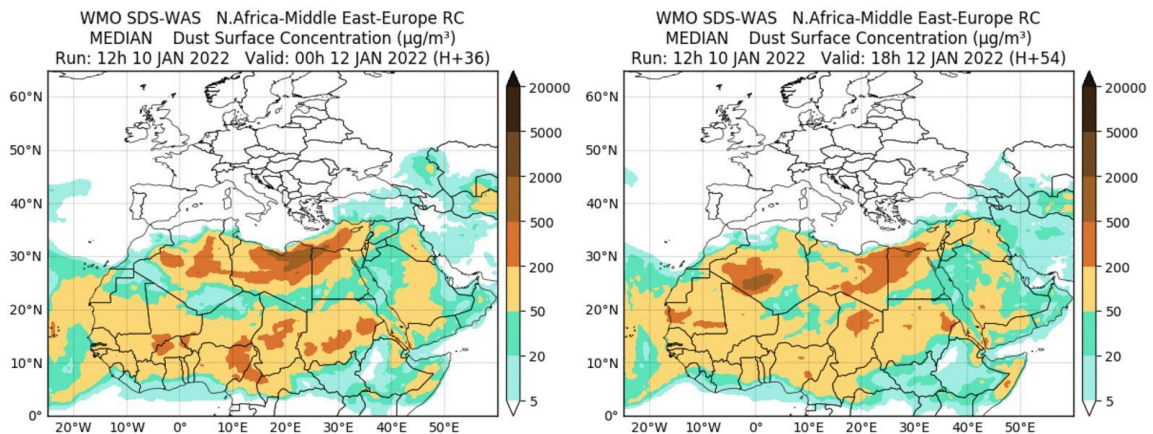 WMO SDS-WAS N.Africa-Middle East-Europe RC
MEDIAN Dust Surface Concentration (µg/m³)
Run: 12h 10 JAN 2022 Valid: 00h 12 JAN 2022 (H+36)
60°N
50°N
40°N
30°N
20°N
10°N
0°
20°W
10°W
0°
10°E
20°E
30°E
40°E
50°E
20000
5000
2000
500
200
50
20
5
WMO SDS-WAS N.Africa-Middle East-Europe RC
MEDIAN Dust Surface Concentration (µg/m³)
Run: 12h 10 JAN 2022 Valid: 18h 12 JAN 2022 (H+54)
60°N
50°N
40°N
30°N
20°N
10°N
0°
20°W
10°W
0°
10°E
20°E
30°E
40°E
50°E
20000
5000
2000
500
200
50
20
5